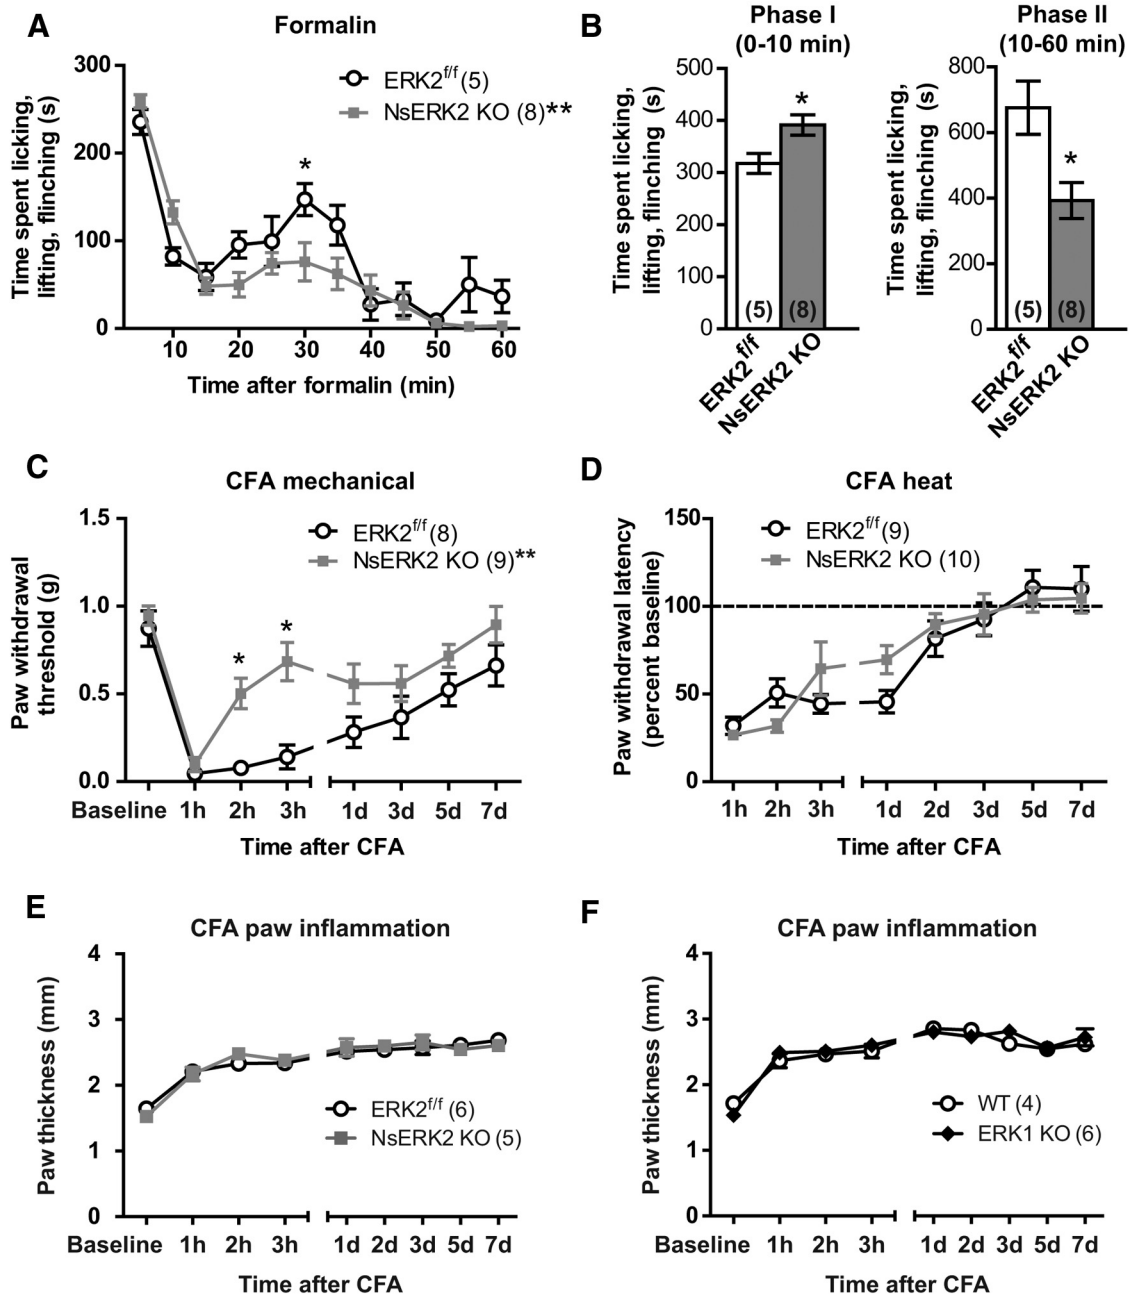 A
Formalin
Time spent licking,
lifting, flinching (s)
300
200
100
0
10 20 30 40 50 60
Time after formalin (min)
ERK2f/f (5)
NsERK2 KO (8)**
*
B
Phase I
(0-10 min)
Time spent licking,
lifting, flinching (s)
500
400
300
200
100
0
*
(5) (8)
ERK2f/f
NsERK2 KO
Phase II
(10-60 min)
Time spent licking,
lifting, flinching (s)
800
600
400
200
0
*
(5) (8)
ERK2f/f
NsERK2 KO
C
CFA mechanical
Paw withdrawal
threshold (g)
1.5
1.0
0.5
0.0
ERK2f/f (8)
NsERK2 KO (9)**
* *
Baseline 1h 2h 3h 1d 3d 5d 7d
Time after CFA
D
CFA heat
Paw withdrawal latency
(percent baseline)
150
100
50
0
ERK2f/f (9)
NsERK2 KO (10)
1h 2h 3h 1d 2d 3d 5d 7d
Time after CFA
E
CFA paw inflammation
Paw thickness (mm)
4
3
2
1
0
ERK2f/f (6)
NsERK2 KO (5)
Baseline 1h 2h 3h 1d 2d 3d 5d 7d
Time after CFA
F
CFA paw inflammation
Paw thickness (mm)
4
3
2
1
0
WT (4)
ERK1 KO (6)
Baseline 1h 2h 3h 1d 2d 3d 5d 7d
Time after CFA